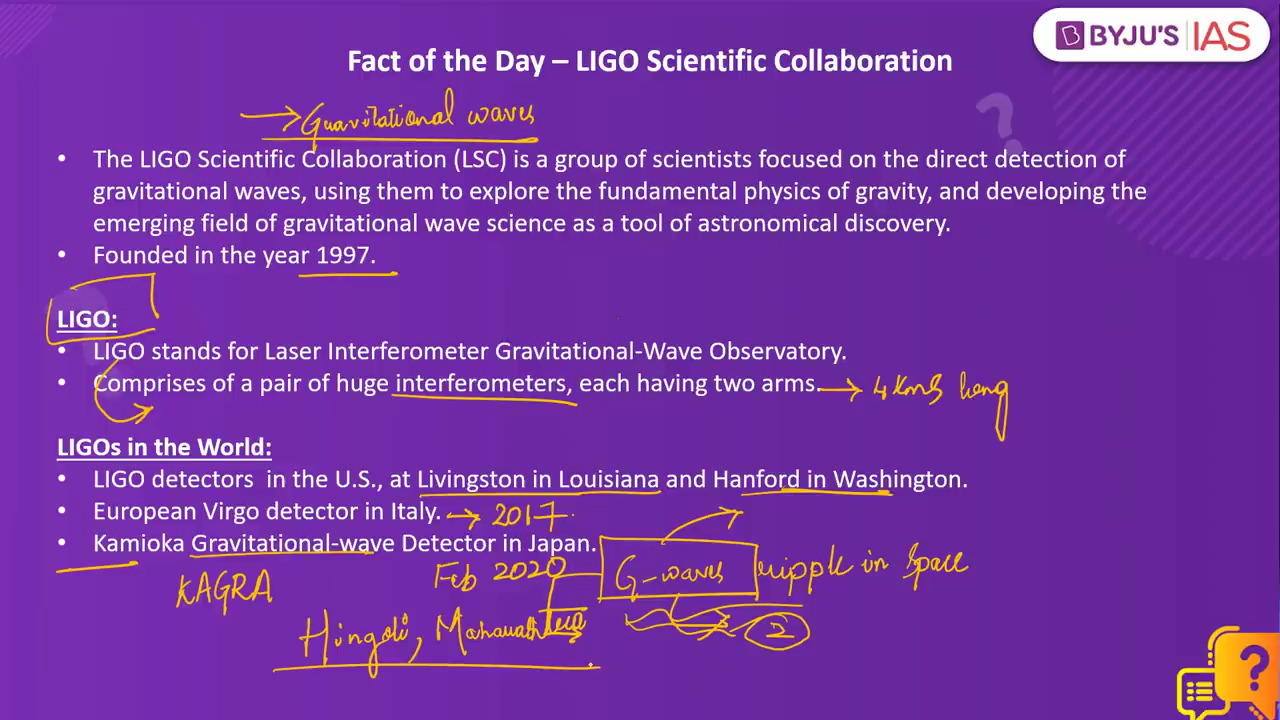 BYJU'S IAS
Fact of the Day – LIGO Scientific Collaboration
Gravitational waves
• The LIGO Scientific Collaboration (LSC) is a group of scientists focused on the direct detection of
gravitational waves, using them to explore the fundamental physics of gravity, and developing the
emerging field of gravitational wave science as a tool of astronomical discovery.
• Founded in the year 1997.
LIGO:
• LIGO stands for Laser Interferometer Gravitational-Wave Observatory.
• Comprises of a pair of huge interferometers, each having two arms. → 4 Kms long
LIGOs in the World:
• LIGO detectors in the U.S., at Livingston in Louisiana and Hanford in Washington.
• European Virgo detector in Italy. → 2017
• Kamioka Gravitational-wave Detector in Japan.
KAGRA Feb 2020 G-waves ripple in Space
Hingoli, 2